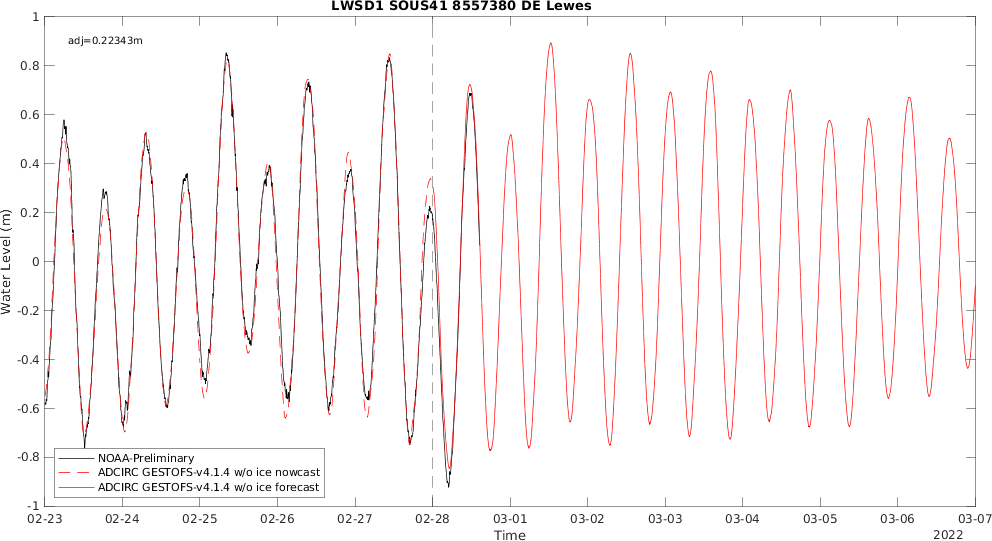 LWSD1 SOUS41 8557380 DE Lewes
adj=0.22343m
Water Level (m)
1
0.8
0.6
0.4
0.2
0
-0.2
-0.4
-0.6
-0.8
-1
NOAA-Preliminary
ADCIRC GESTOFS-v4.1.4 w/o ice nowcast
ADCIRC GESTOFS-v4.1.4 w/o ice forecast
02-23 02-24 02-25 02-26 02-27 02-28 03-01 03-02 03-03 03-04 03-05 03-06 03-07
Time
2022